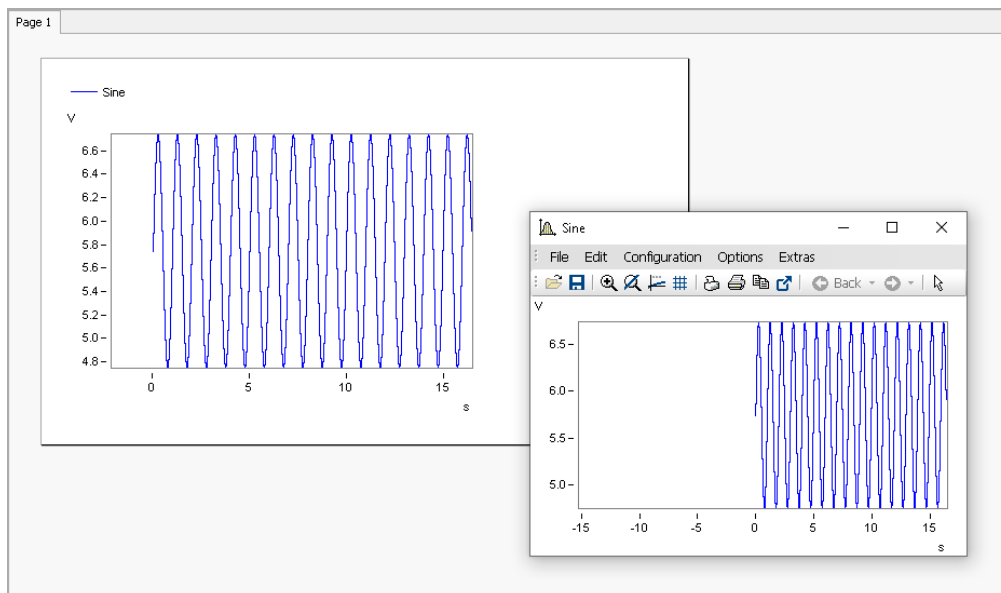 Page 1
Sine
V
6.6
6.4
6.2
6.0
5.8
5.6
5.4
5.2
5.0
4.8
0 5 10 15
s
Sine
File Edit Configuration Options Extras
Back
V
6.5
6.0
5.5
5.0
-15 -10 -5 0 5 10 15
s